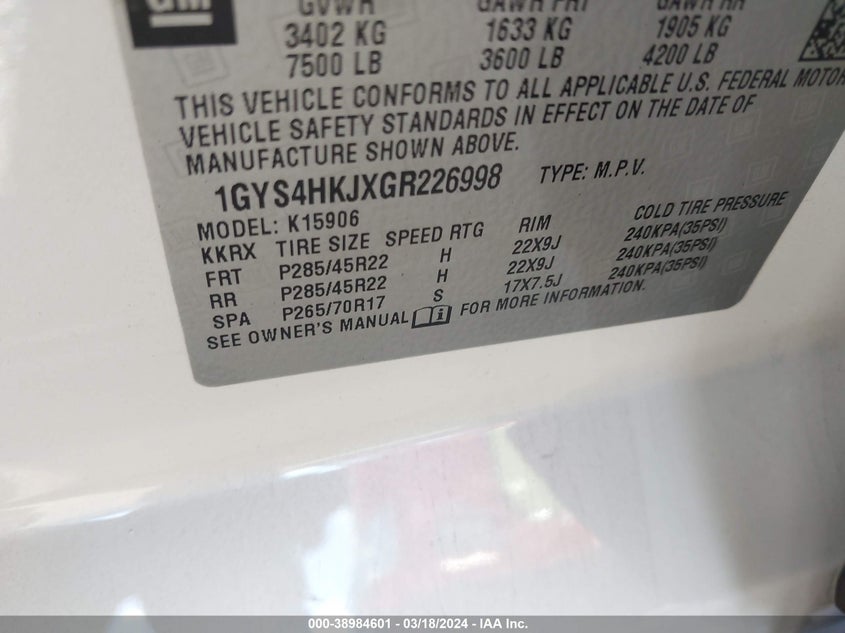 GM
GVWR GAWR FRT GAWR RR
3402 KG 1633 KG 1905 KG
7500 LB 3600 LB 4200 LB
THIS VEHICLE CONFORMS TO ALL APPLICABLE U.S. FEDERAL MOTOR
VEHICLE SAFETY STANDARDS IN EFFECT ON THE DATE OF
MANUFACTURE SHOWN ABOVE.
1GYS4HKJXGR226998 TYPE: M.P.V.
MODEL: K15906
KKRX TIRE SIZE SPEED RTG RIM COLD TIRE PRESSURE
FRT P285/45R22 H 22X9J 240KPA(35PSI)
RR P285/45R22 H 22X9J 240KPA(35PSI)
SPA P265/70R17 S 17X7.5J 240KPA(35PSI)
SEE OWNER'S MANUAL FOR MORE INFORMATION.
7500-38984601 / 03/18/2024 - IAA Inc.